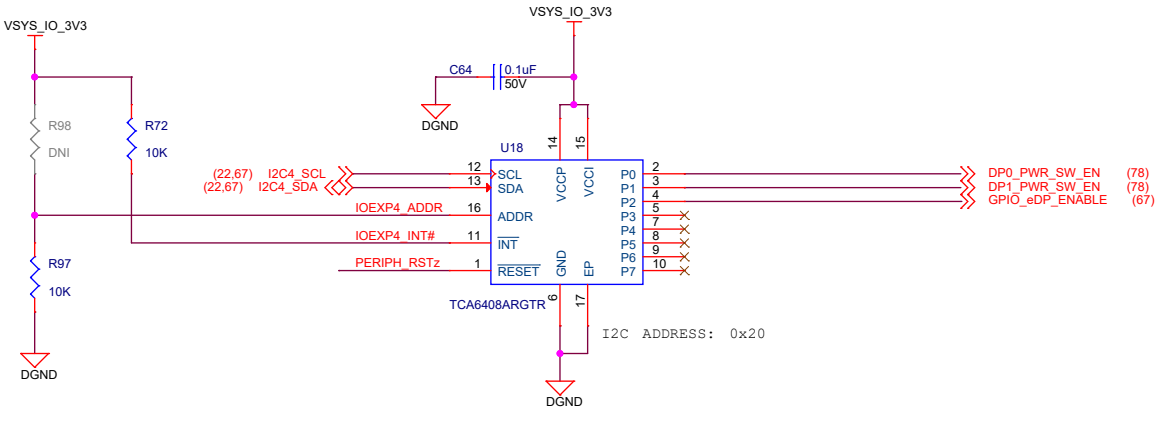 VSYS_IO_3V3
VSYS_IO_3V3
C64
0.1uF
50V
DGND
R98
DNI
R72
10K
U18
14
15
VCCP
VCCI
(22,67) I2C4_SCL
12
SCL
(22,67) I2C4_SDA
13
SDA
IOEXP4_ADDR
16
ADDR
IOEXP4_INT#
11
INT
PERIPH_RSTz
1
RESET
P0
2
DP0_PWR_SW_EN (78)
P1
3
DP1_PWR_SW_EN (78)
P2
4
GPIO_eDP_ENABLE (67)
P3
5
P4
7
P5
8
P6
9
P7
10
GND
EP
6
17
TCA6408ARGTR
R97
10K
I2C ADDRESS: 0x20
DGND
DGND